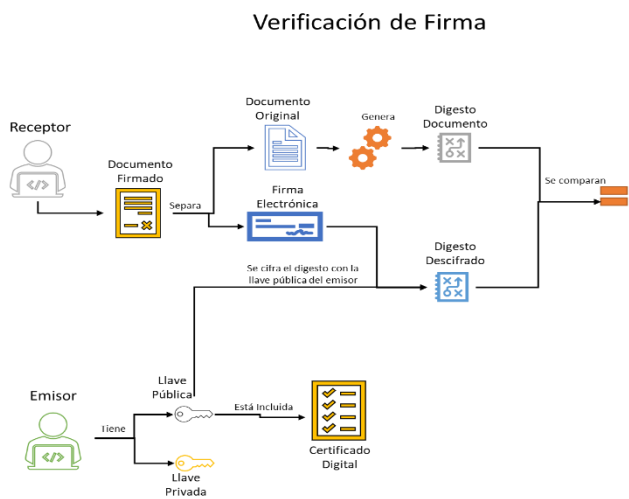 Verificación de Firma
Receptor
Documento
Firmado
Separa
Documento
Original
Genera
Digesto
Documento
Se comparan
Firma
Electrónica
Se cifra el digesto con la
llave pública del emisor
Digesto
Descifrado
Emisor
Tiene
Llave
Pública
Está Incluida
Certificado
Digital
Llave
Privada